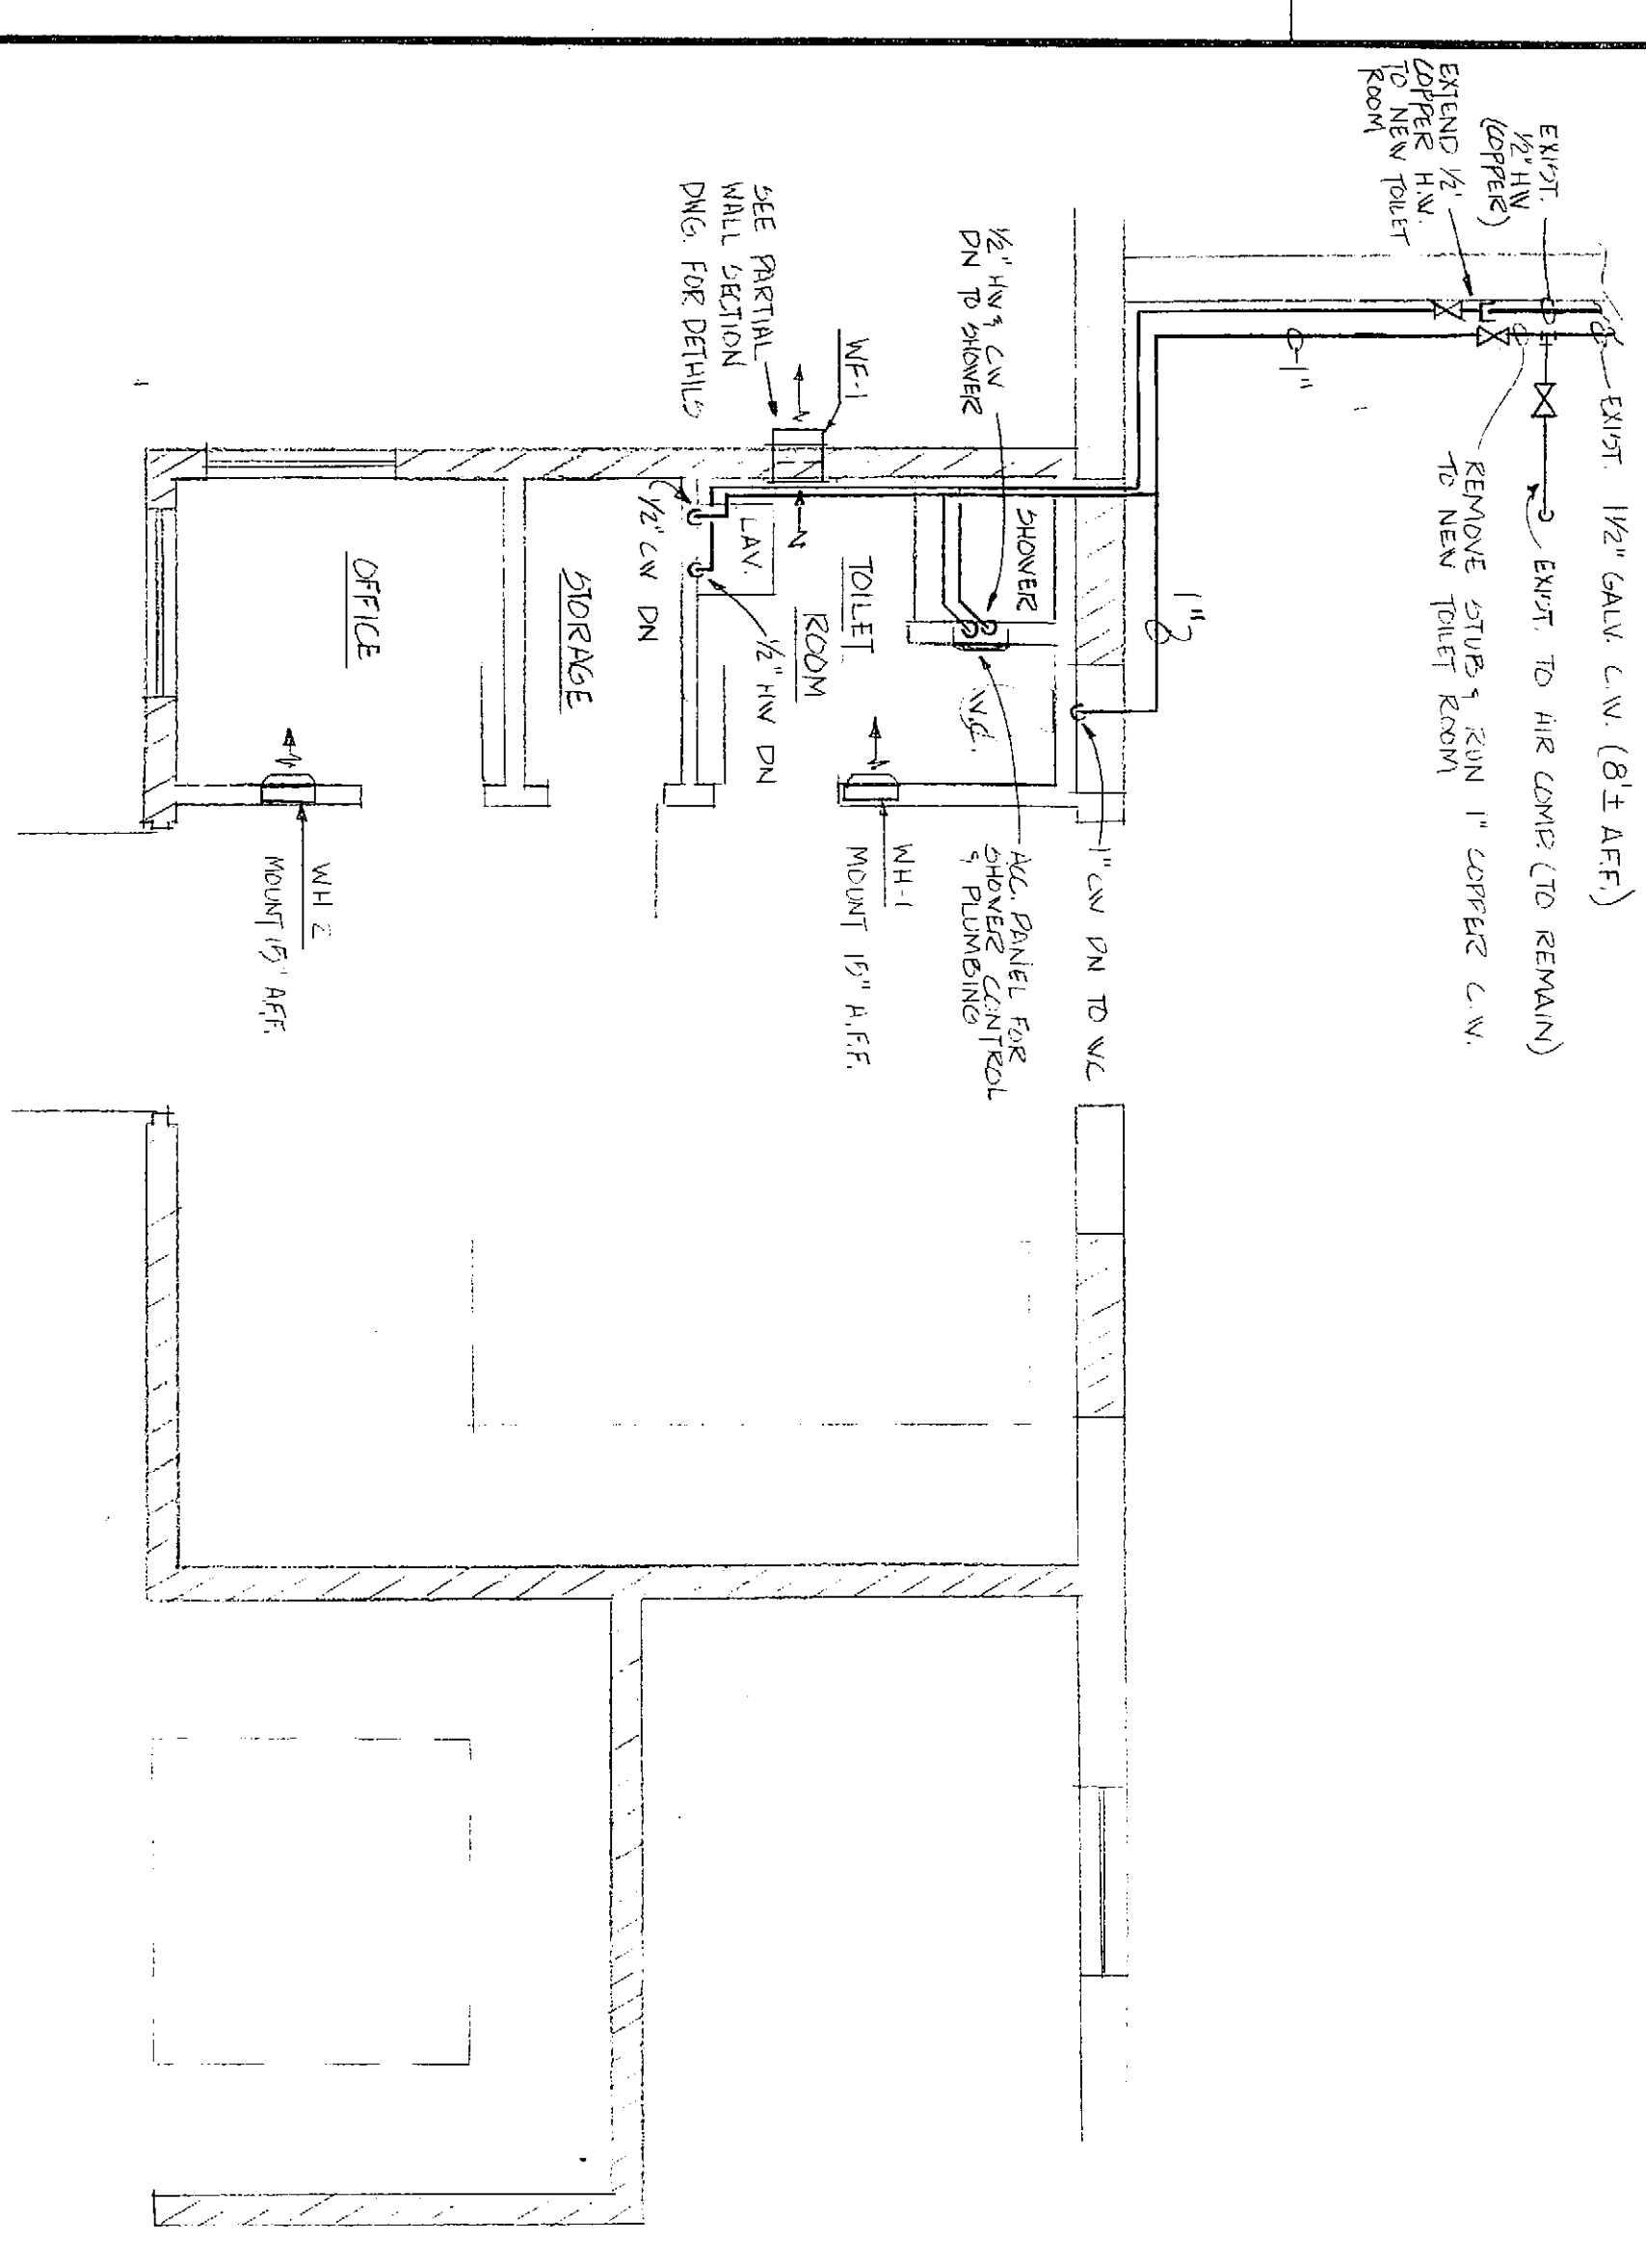 EXIST. 1½" GALV. C.W. (8'± A.F.F.)
EXIST. TO AIR COMP. (TO REMAIN)
REMOVE STUB & RUN 1" COPPER C.W.
TO NEW TOILET ROOM
EXIST.
½" HW
(COPPER)
EXTEND ½"
COPPER H.W.
TO NEW TOILET
ROOM
1"
1"
1" CW DN TO WC
½" HW & CW
DN TO SHOWER
SHOWER
W.C.
ACC. PANEL FOR
SHOWER CONTROL
& PLUMBING
WF-1
TOILET
ROOM
WH-1
MOUNT 15" A.F.F.
SEE PARTIAL
WALL SECTION
DWG. FOR DETAILS
LAV.
½" HW DN
½" CW DN
STORAGE
OFFICE
WH-2
MOUNT 15" A.F.F.